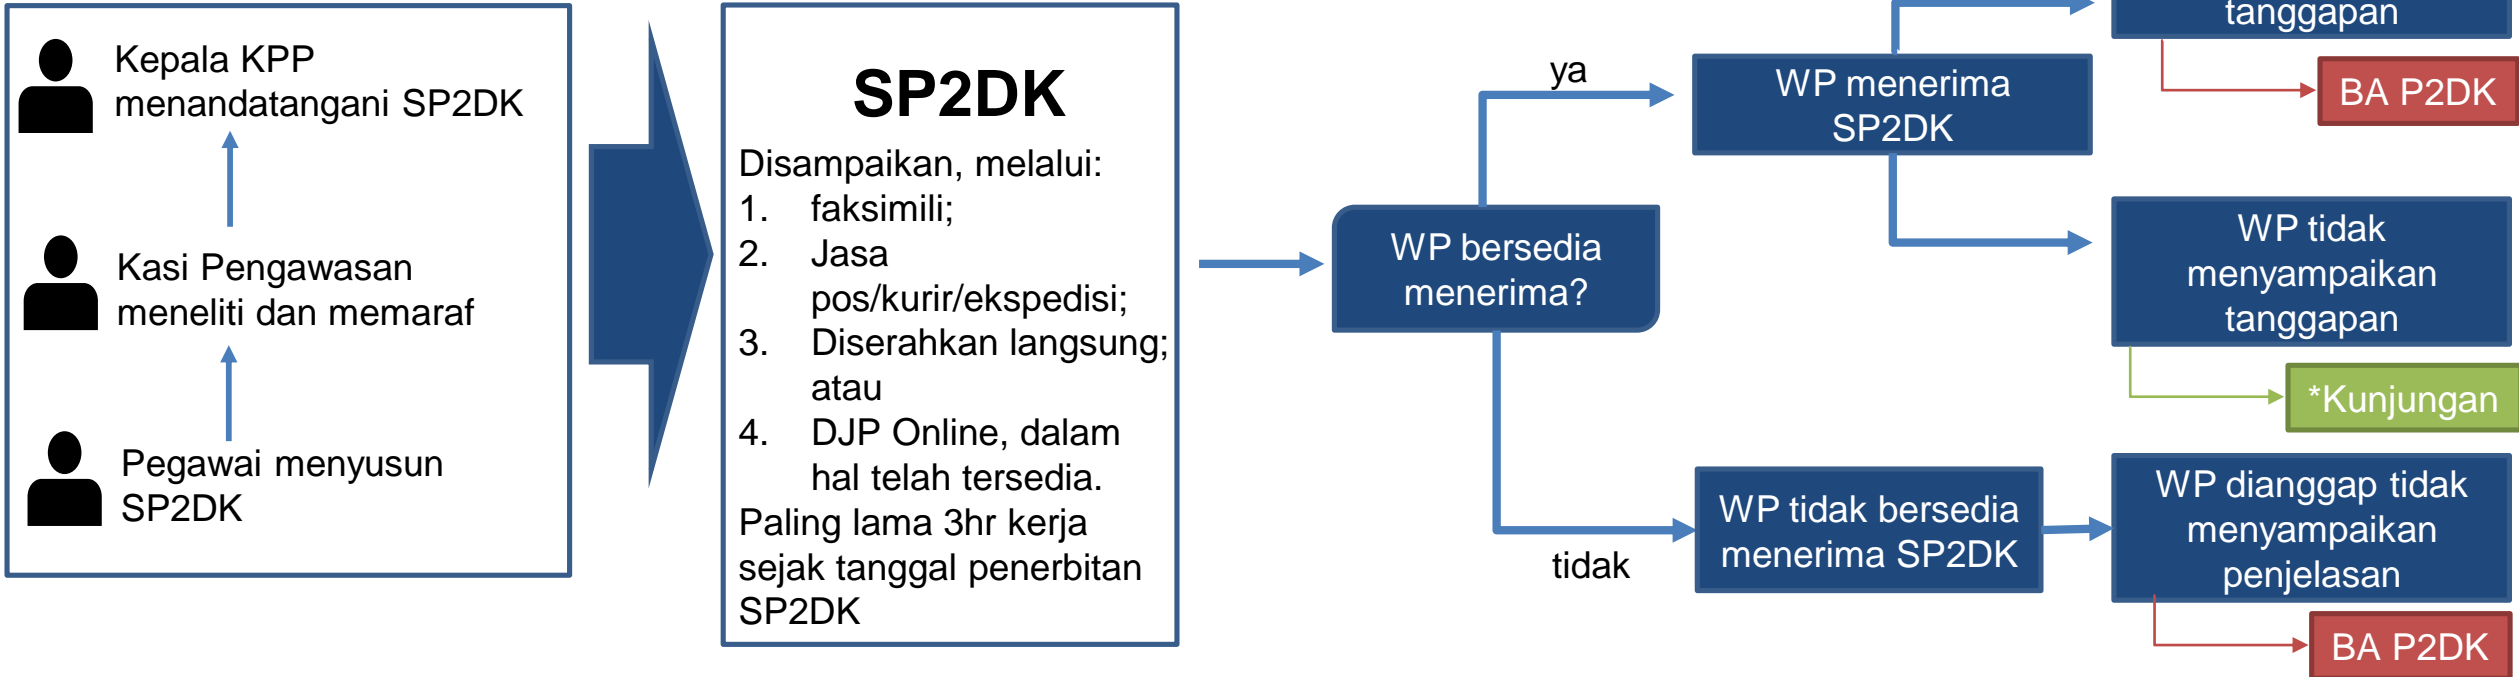 Kepala KPP
menandatangani SP2DK
Kasi Pengawasan
meneliti dan memaraf
Pegawai menyusun
SP2DK
SP2DK
Disampaikan, melalui:
1. faksimili;
2. Jasa
pos/kurir/ekspedisi;
3. Diserahkan langsung;
atau
4. DJP Online, dalam
hal telah tersedia.
Paling lama 3hr kerja
sejak tanggal penerbitan
SP2DK
WP bersedia
menerima?
ya
WP menerima
SP2DK
tanggapan
BA P2DK
WP tidak
menyampaikan
tanggapan
*Kunjungan
tidak
WP tidak bersedia
menerima SP2DK
WP dianggap tidak
menyampaikan
penjelasan
BA P2DK